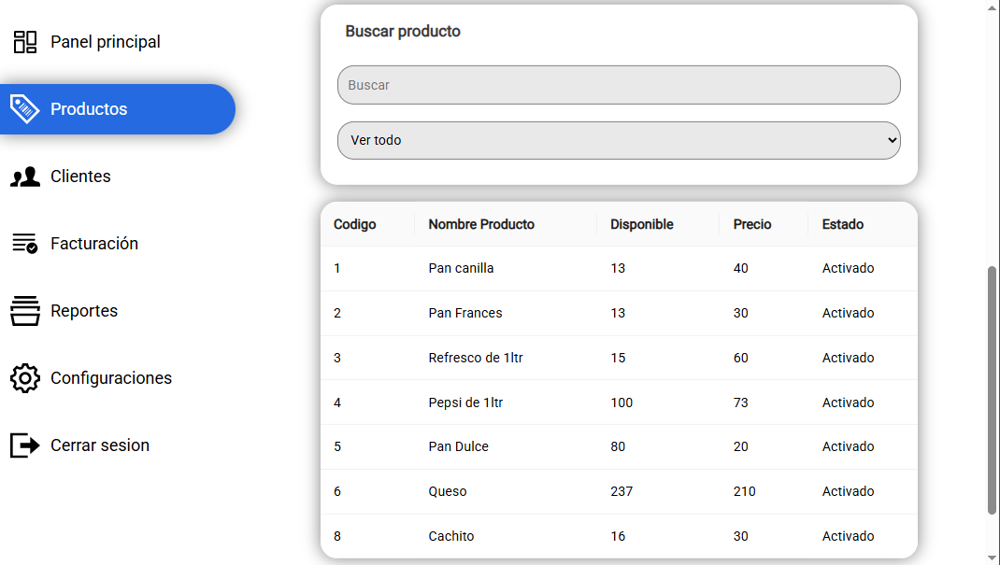 Panel principal
Productos
Clientes
Facturación
Reportes
Configuraciones
Cerrar sesion
Buscar producto
Buscar
Ver todo
Codigo Nombre Producto Disponible Precio Estado
1 Pan canilla 13 40 Activado
2 Pan Frances 13 30 Activado
3 Refresco de 1ltr 15 60 Activado
4 Pepsi de 1ltr 100 73 Activado
5 Pan Dulce 80 20 Activado
6 Queso 237 210 Activado
8 Cachito 16 30 Activado